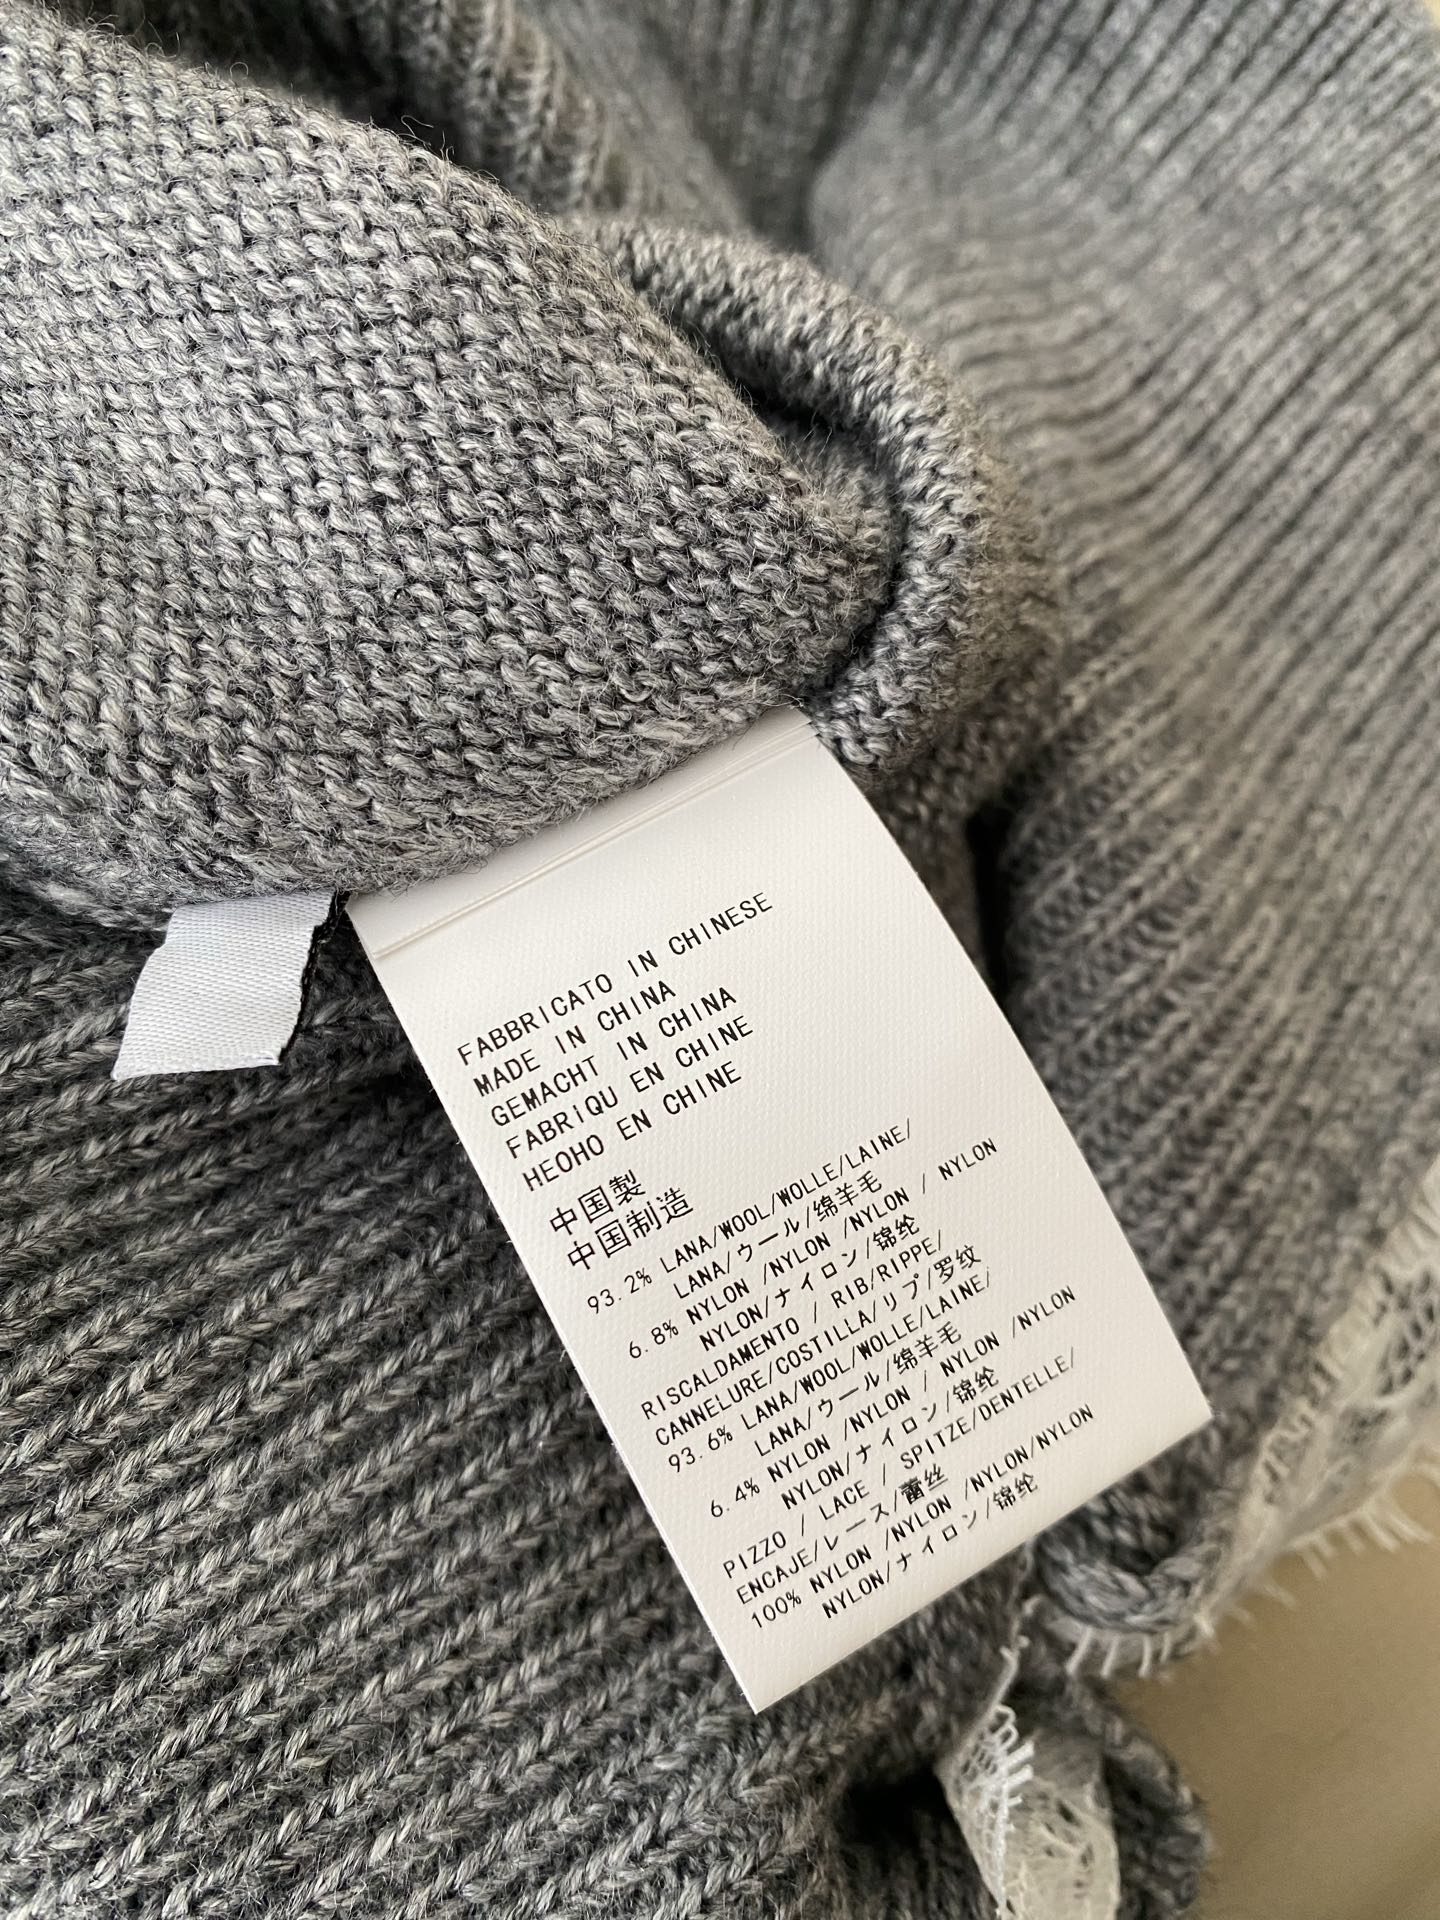 FABBRICATO IN CHINESE
MADE IN CHINA
GEMACHT IN CHINA
FABRIQU EN CHINE
HEOHO EN CHINE
中国製
中国制造
93.2% LANA/WOOL/WOLLE/LAINE/
LANA/ウール/绵羊毛
6.8% NYLON /NYLON /NYLON / NYLON
NYLON/ナイロン/锦纶
RISCALDAMENTO / RIB/RIPPE/
CANNELURE/COSTILLA/リブ/罗纹
93.6% LANA/WOOL/WOLLE/LAINE/
LANA/ウール/绵羊毛
6.4% NYLON /NYLON / NYLON /NYLON
NYLON/ナイロン/锦纶
PIZZO / LACE / SPITZE/DENTELLE/
ENCAJE/レース/蕾丝
100% NYLON /NYLON /NYLON/NYLON
NYLON/ナイロン/锦纶